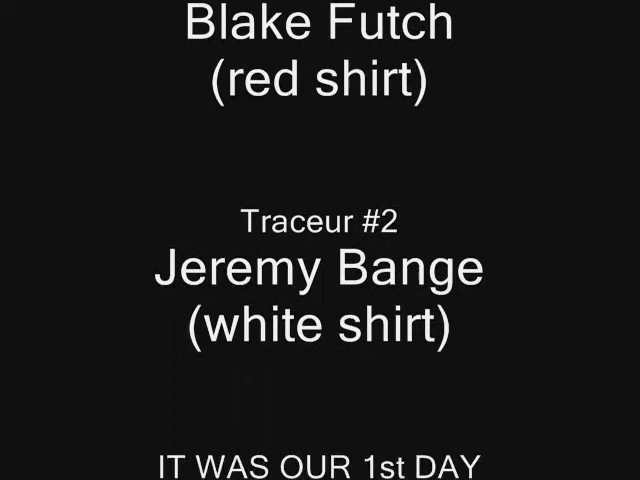 Blake Futch
(red shirt)
Traceur #2
Jeremy Bange
(white shirt)
IT WAS OUR 1st DAY